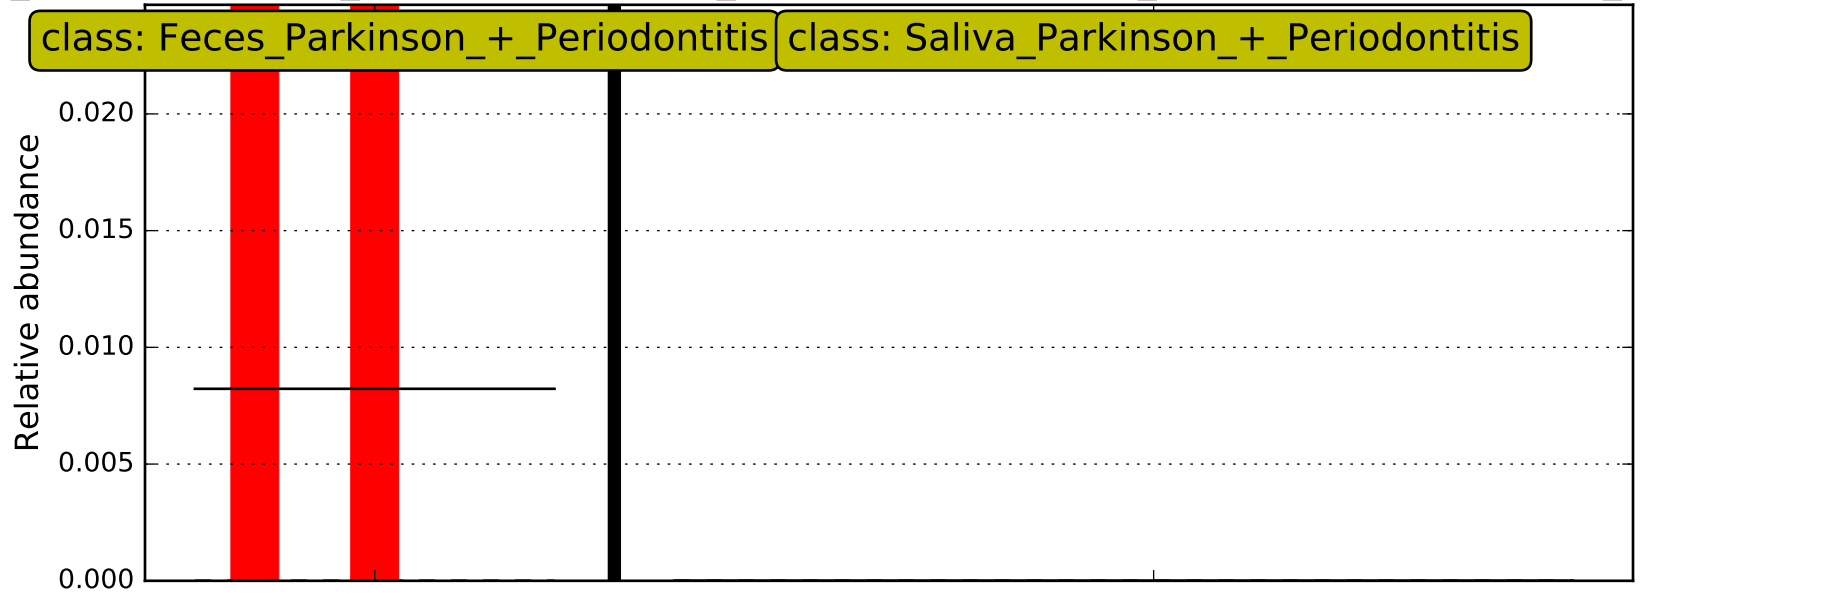 class: Feces_Parkinson_+_Periodontitis
class: Saliva_Parkinson_+_Periodontitis
Relative abundance
0.020
0.015
0.010
0.005
0.000